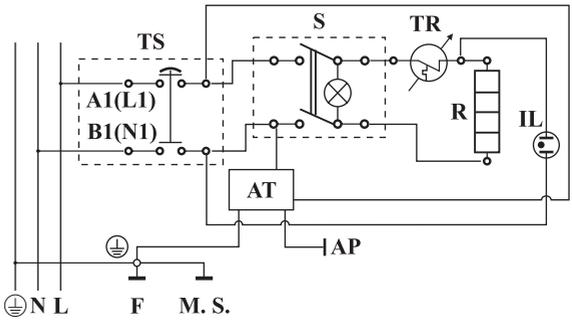 S
TR
TS
A1(L1)
B1(N1)
R
IL
AT
AP
N L
F
M. S.